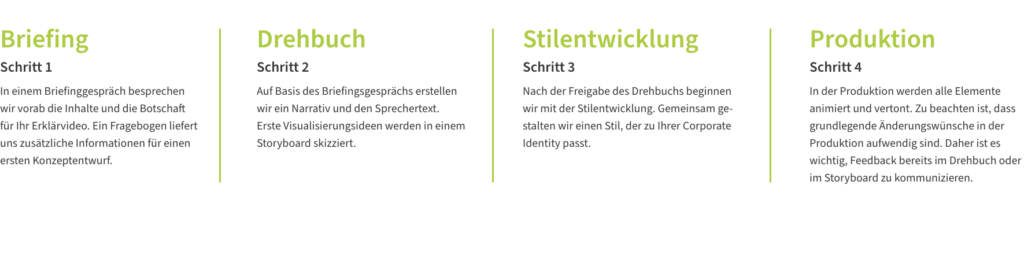 Briefing
Schritt 1
In einem Briefinggespräch besprechen
wir vorab die Inhalte und die Botschaft
für Ihr Erklärvideo. Ein Fragebogen liefert
uns zusätzliche Informationen für einen
ersten Konzeptentwurf.
Drehbuch
Schritt 2
Auf Basis des Briefingsgesprächs erstellen
wir ein Narrativ und den Sprechertext.
Erste Visualisierungsideen werden in einem
Storyboard skizziert.
Stilentwicklung
Schritt 3
Nach der Freigabe des Drehbuchs beginnen
wir mit der Stilentwicklung. Gemeinsam ge-
stalten wir einen Stil, der zu Ihrer Corporate
Identity passt.
Produktion
Schritt 4
In der Produktion werden alle Elemente
animiert und vertont. Zu beachten ist, dass
grundlegende Änderungswünsche in der
Produktion aufwendig sind. Daher ist es
wichtig, Feedback bereits im Drehbuch oder
im Storyboard zu kommunizieren.